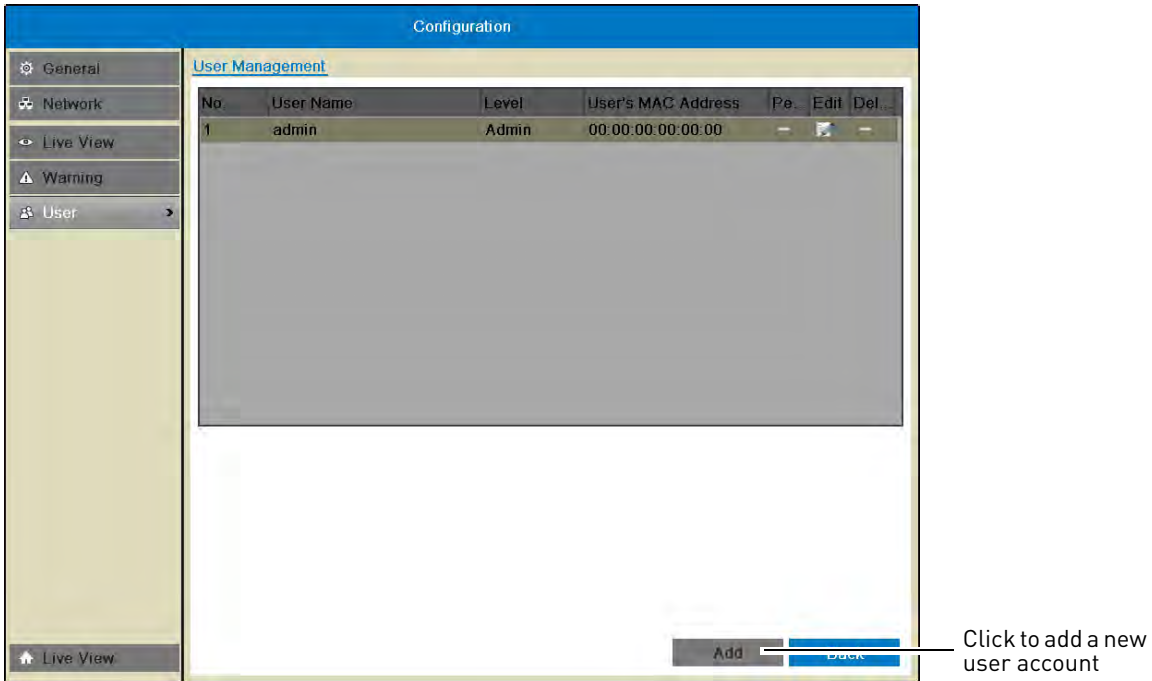 Configuration
General
Network
Live View
Warning
User
Live View
User Management
No. User Name Level User's MAC Address Pe... Edit Del...
1 admin Admin 00:00:00:00:00:00
Add Back
Click to add a new
user account